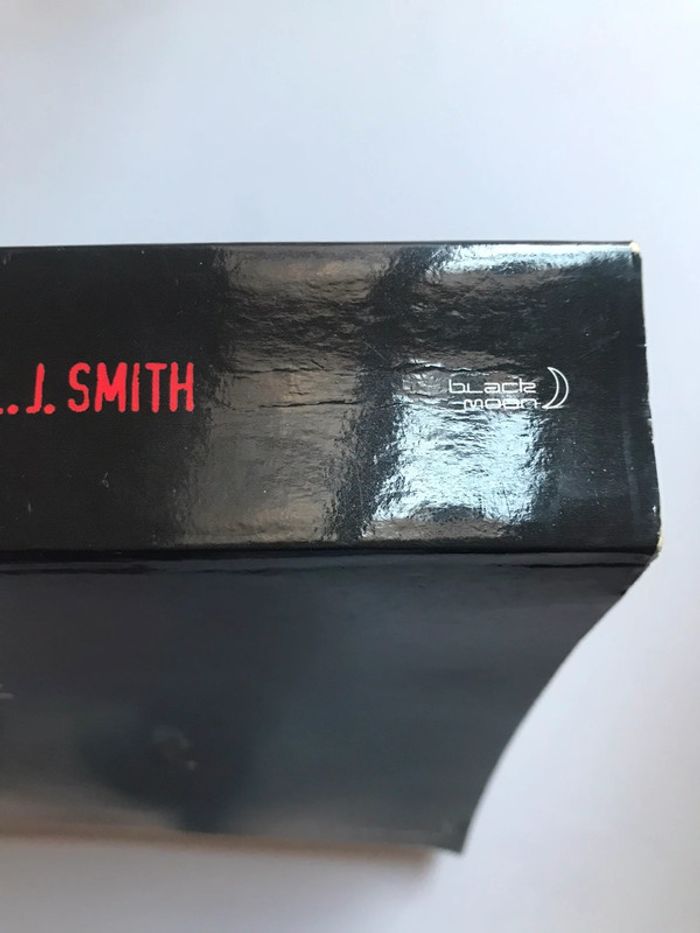 . J. SMITH
black
moon